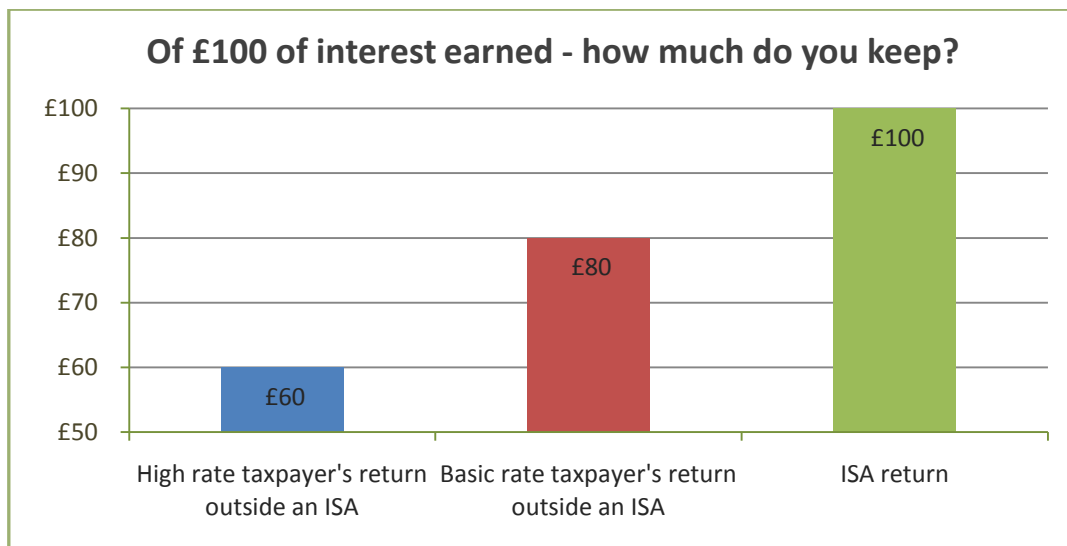 Of £100 of interest earned - how much do you keep?
£100
£90
£80
£70
£60
£50
£60
£80
£100
High rate taxpayer's return
outside an ISA
Basic rate taxpayer's return
outside an ISA
ISA return